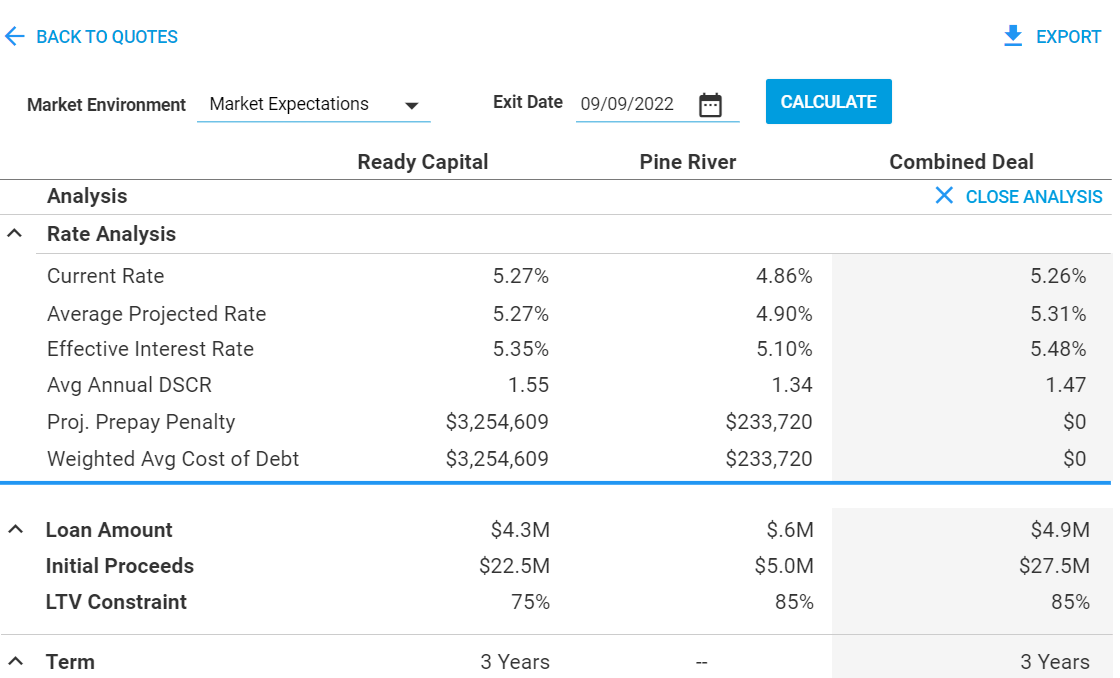 BACK TO QUOTES EXPORT
Market Environment Market Expectations Exit Date 09/09/2022 CALCULATE
Ready Capital Pine River Combined Deal
Analysis CLOSE ANALYSIS
Rate Analysis
Current Rate 5.27% 4.86% 5.26%
Average Projected Rate 5.27% 4.90% 5.31%
Effective Interest Rate 5.35% 5.10% 5.48%
Avg Annual DSCR 1.55 1.34 1.47
Proj. Prepay Penalty $3,254,609 $233,720 $0
Weighted Avg Cost of Debt $3,254,609 $233,720 $0
Loan Amount $4.3M $.6M $4.9M
Initial Proceeds $22.5M $5.0M $27.5M
LTV Constraint 75% 85% 85%
Term 3 Years -- 3 Years